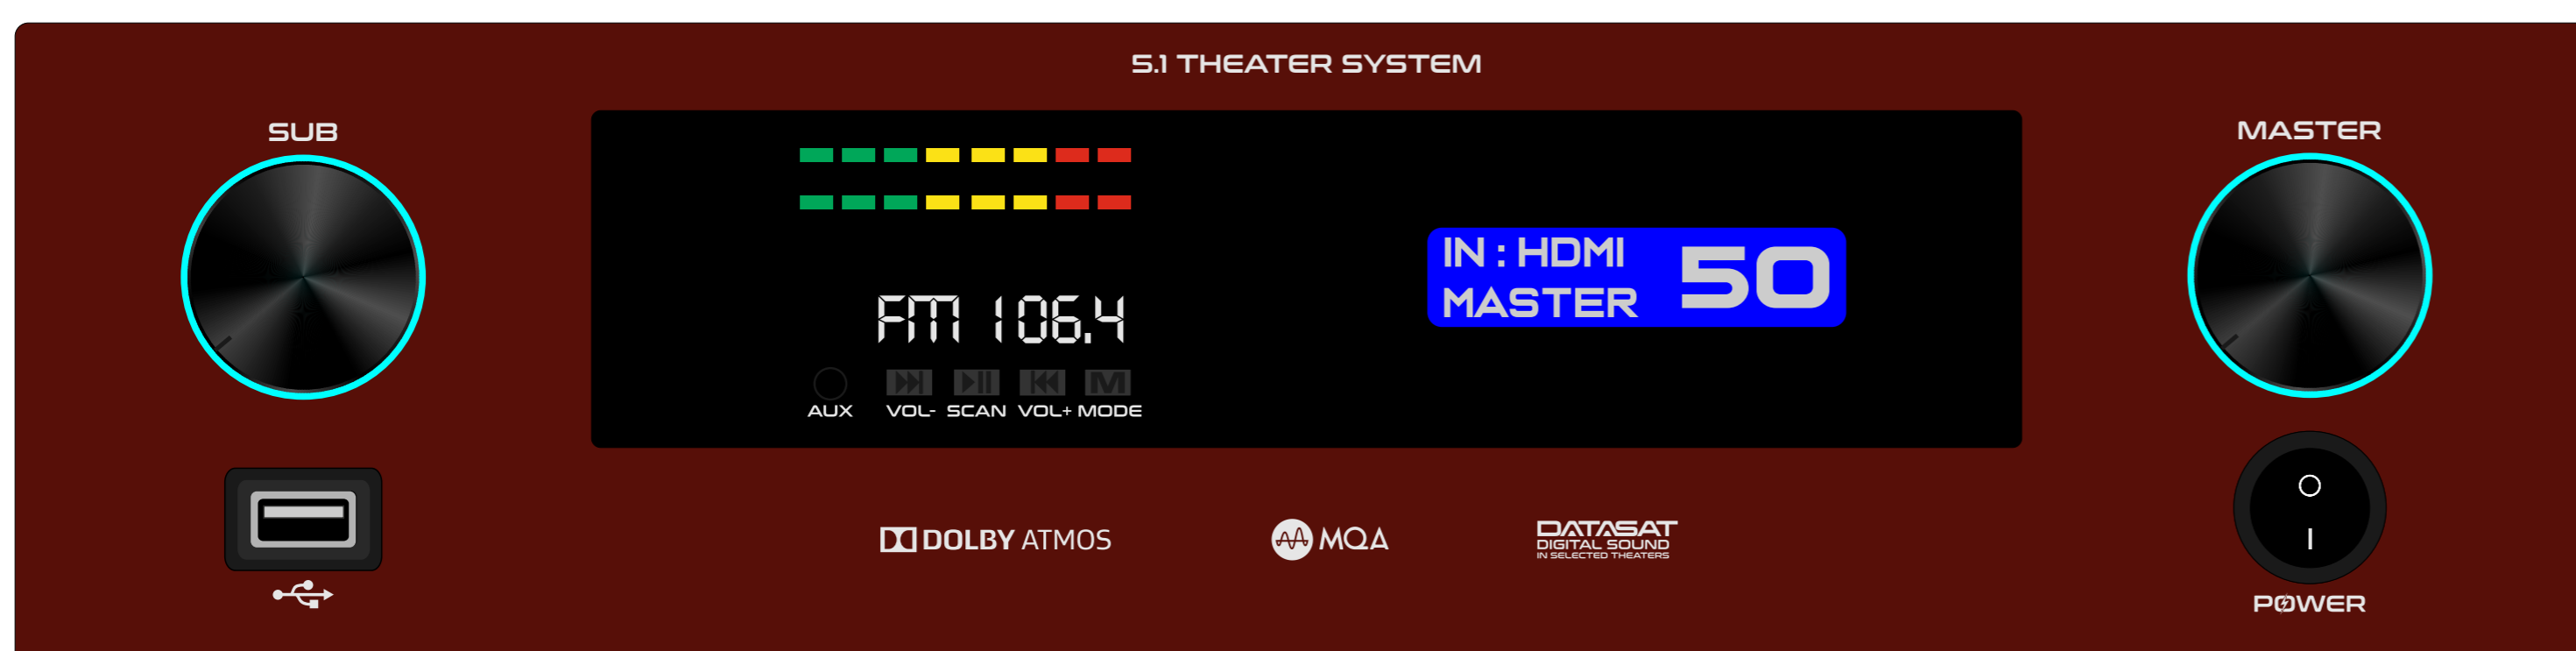 5.1 THEATER SYSTEM
SUB
MASTER
IN : HDMI
MASTER
50
FM 106.4
M
AUX VOL- SCAN VOL+ MODE
DOLBY ATMOS
MQA
DATASAT
DIGITAL SOUND
IN SELECTED THEATERS
POWER